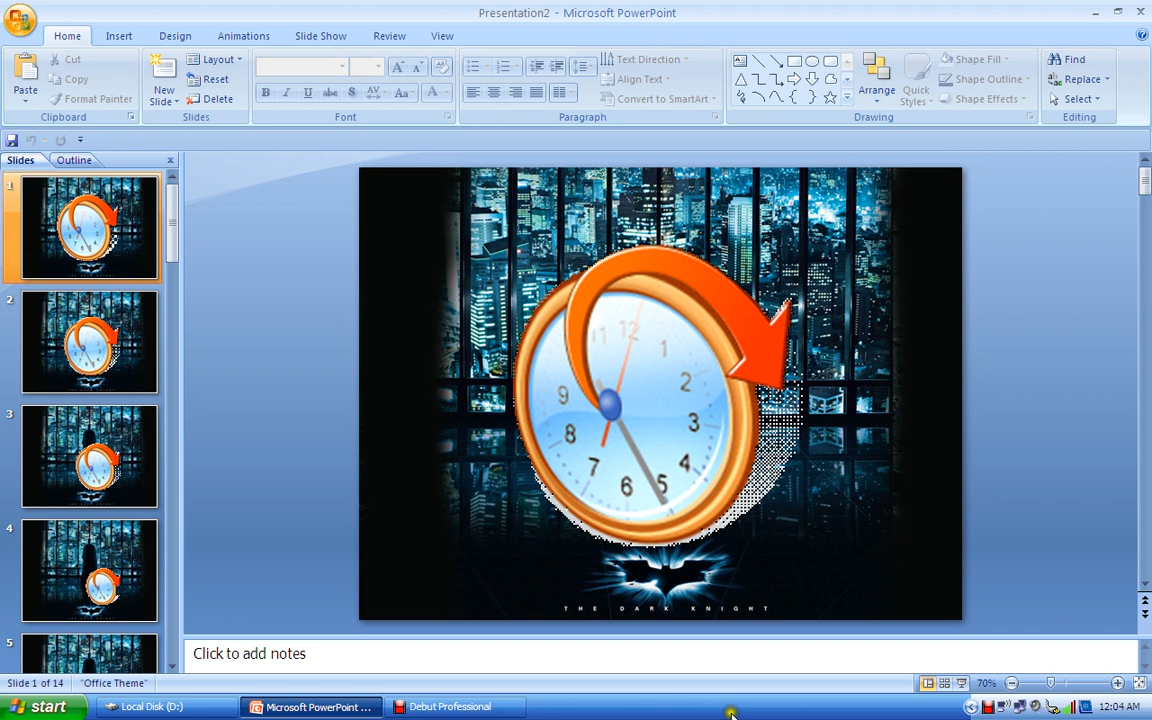 Presentation2 - Microsoft PowerPoint
Home Insert Design Animations Slide Show Review View
Paste
Cut
Copy
Format Painter
Clipboard
New Slide
Layout
Reset
Delete
Slides
B I U abc S AV Aa A
Font
Text Direction
Align Text
Convert to SmartArt
Paragraph
Arrange
Quick Styles
Shape Fill
Shape Outline
Shape Effects
Drawing
Find
Replace
Select
Editing
Slides Outline
1
2
3
4
5
11 12 1
2
9 3
8 4
7 6 5
THE DARK KNIGHT
Click to add notes
Slide 1 of 14 "Office Theme" 70%
start Local Disk (D:) Microsoft PowerPoint ... Debut Professional 12:04 AM